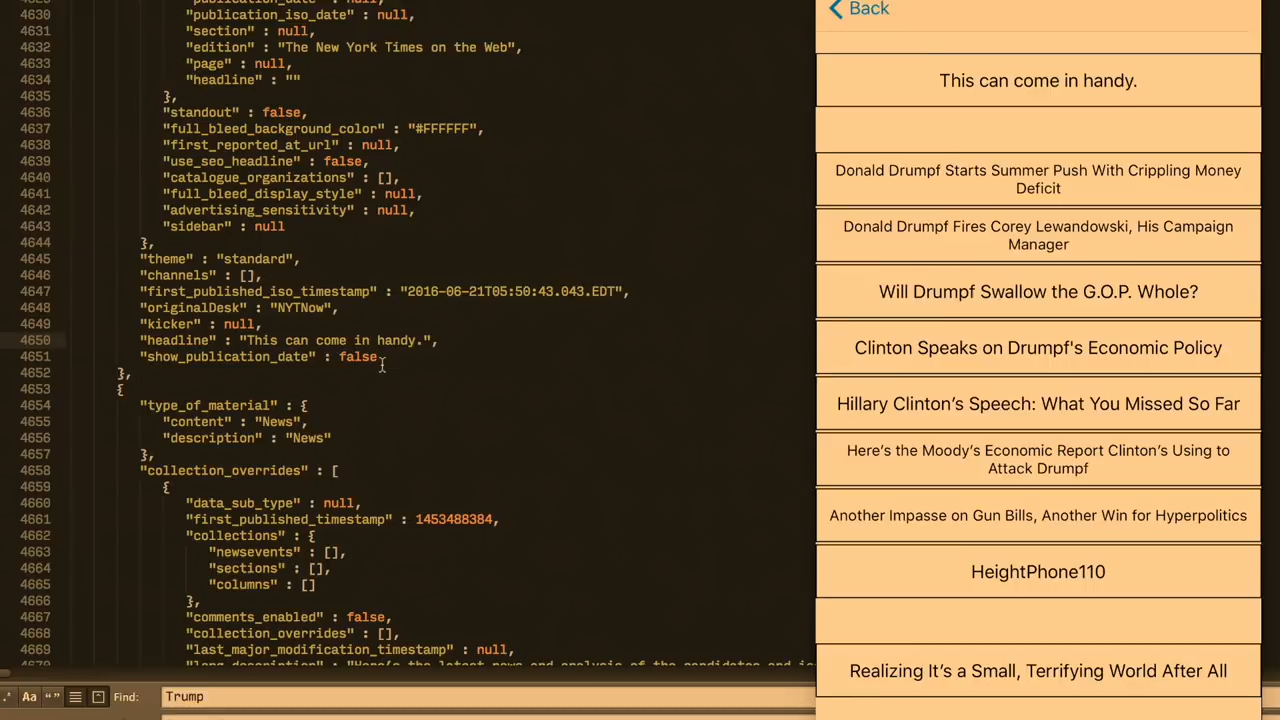 4630 "publication_iso_date" : null,
4631 "section" : null,
4632 "edition" : "The New York Times on the Web",
4633 "page" : null,
4634 "headline" : ""
4635 },
4636 "standout" : false,
4637 "full_bleed_background_color" : "#FFFFFF",
4638 "first_reported_at_url" : null,
4639 "use_seo_headline" : false,
4640 "catalogue_organizations" : [],
4641 "full_bleed_display_style" : null,
4642 "advertising_sensitivity" : null,
4643 "sidebar" : null
4644 },
4645 "theme" : "standard",
4646 "channels" : [],
4647 "first_published_iso_timestamp" : "2016-06-21T05:50:43.043.EDT",
4648 "originalDesk" : "NYTNow",
4649 "kicker" : null,
4650 "headline" : "This can come in handy.",
4651 "show_publication_date" : false
4652 },
4653 {
4654 "type_of_material" : {
4655 "content" : "News",
4656 "description" : "News"
4657 },
4658 "collection_overrides" : [
4659 {
4660 "data_sub_type" : null,
4661 "first_published_timestamp" : 1453488384,
4662 "collections" : {
4663 "newsevents" : [],
4664 "sections" : [],
4665 "columns" : []
4666 },
4667 "comments_enabled" : false,
4668 "collection_overrides" : [],
4669 "last_major_modification_timestamp" : null,
.* Aa “” Find: Trump
Back
This can come in handy.
Donald Drumpf Starts Summer Push With Crippling Money
Deficit
Donald Drumpf Fires Corey Lewandowski, His Campaign
Manager
Will Drumpf Swallow the G.O.P. Whole?
Clinton Speaks on Drumpf's Economic Policy
Hillary Clinton’s Speech: What You Missed So Far
Here’s the Moody’s Economic Report Clinton’s Using to
Attack Drumpf
Another Impasse on Gun Bills, Another Win for Hyperpolitics
HeightPhone110
Realizing It’s a Small, Terrifying World After All